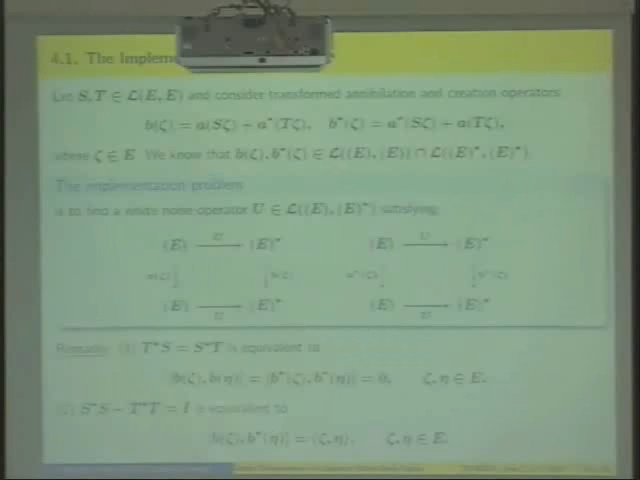 4.1. The Implem
Let S, T ∈ L(E, E) and consider transformed annihilation and creation operators
b(ζ) = a(Sζ) + a*(Tζ), b*(ζ) = a*(Sζ) + a(Tζ),
where ζ ∈ E. We know that b(ζ), b*(ζ) ∈ L((E), (E)) ∩ L((E)*, (E)*).
The implementation problem
is to find a white noise operator U ∈ L((E), (E)*) satisfying
(E) U→ (E)* (E) U→ (E)*
a(ζ)↓ ↓b(ζ) a*(ζ)↓ ↓b*(ζ)
(E) U→ (E)* (E) U→ (E)*
Remarks (1) T*S = S*T is equivalent to
[b(ζ), b(η)] = [b*(ζ), b*(η)] = 0, ζ, η ∈ E.
(2) S*S − T*T = I is equivalent to
[b(ζ), b*(η)] = ⟨ζ, η⟩, ζ, η ∈ E.